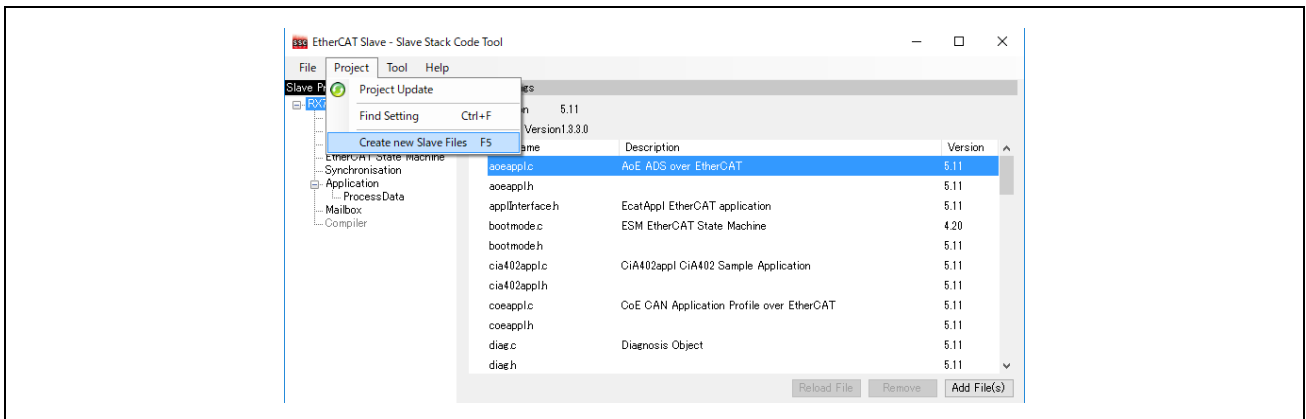 SSC EtherCAT Slave - Slave Stack Code Tool
File Project Tool Help
Slave Pr
Project Update
Find Setting Ctrl+F
5.11
Version1.3.3.0
Create new Slave Files F5
Description Version
EtherCAT State Machine
aoeappl.c AoE ADS over EtherCAT 5.11
Synchronisation
aoeappl.h 5.11
Application
ProcessData
applInterface.h EcatAppl EtherCAT application 5.11
Mailbox
bootmode.c ESM EtherCAT State Machine 4.20
Compiler
bootmode.h 5.11
cia402appl.c CiA402appl CiA402 Sample Application 5.11
cia402appl.h 5.11
coeappl.c CoE CAN Application Profile over EtherCAT 5.11
coeappl.h 5.11
diag.c Diagnosis Object 5.11
diag.h 5.11
Reload File Remove Add File(s)